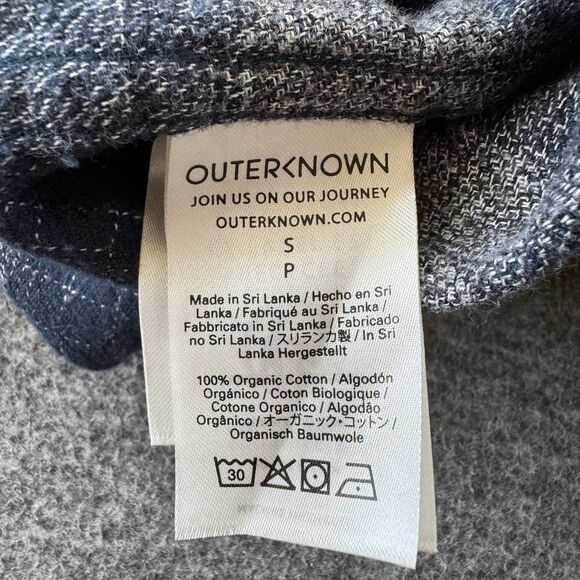 OUTERKNOWN
JOIN US ON OUR JOURNEY
OUTERKNOWN.COM
S
P
Made in Sri Lanka / Hecho en Sri
Lanka / Fabriqué au Sri Lanka /
Fabbricato in Sri Lanka / Fabricado
no Sri Lanka / スリランカ製 / In Sri
Lanka Hergestellt
100% Organic Cotton / Algodón
Orgánico / Coton Biologique /
Cotone Organico / Algodão
Orgânico / オーガニック・コットン /
Organisch Baumwole
30